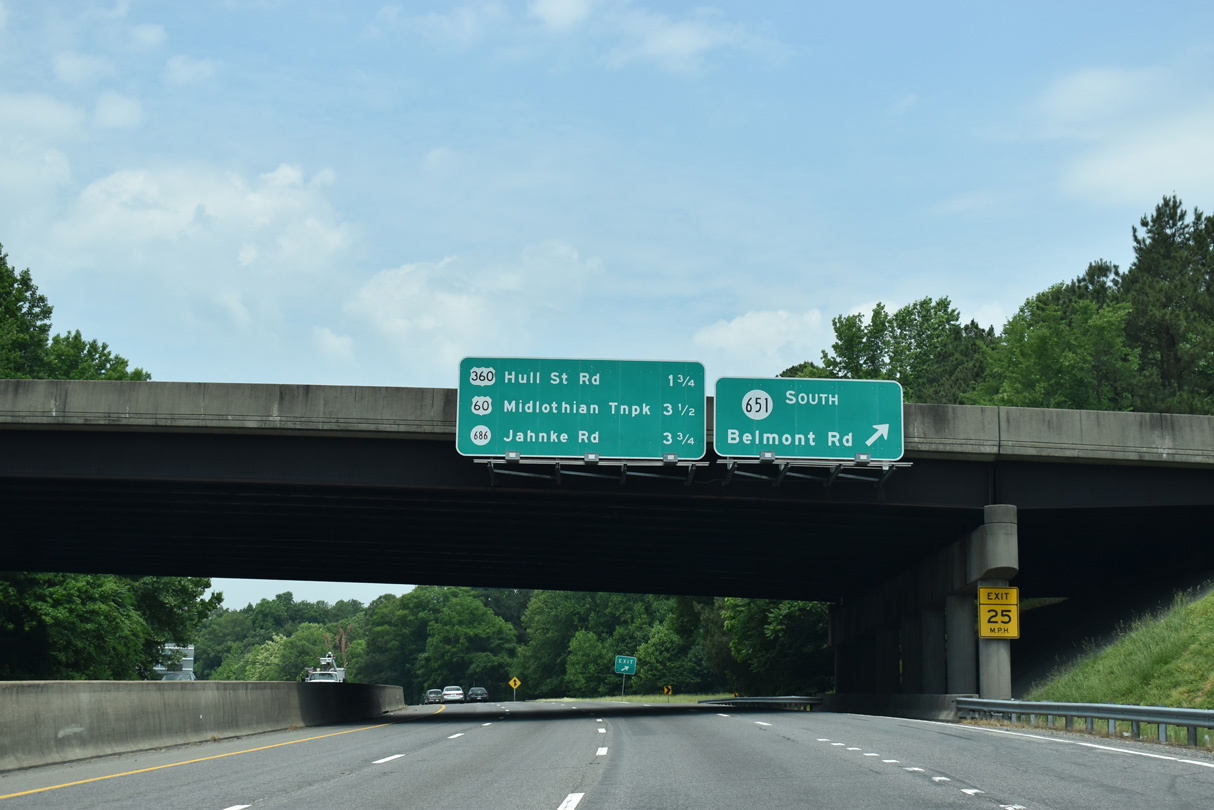 360 Hull St Rd 1 3/4
60 Midlothian Tnpk 3 1/2
686 Jahnke Rd 3 3/4
651 SOUTH
Belmont Rd
EXIT
25
M.P.H.
EXIT